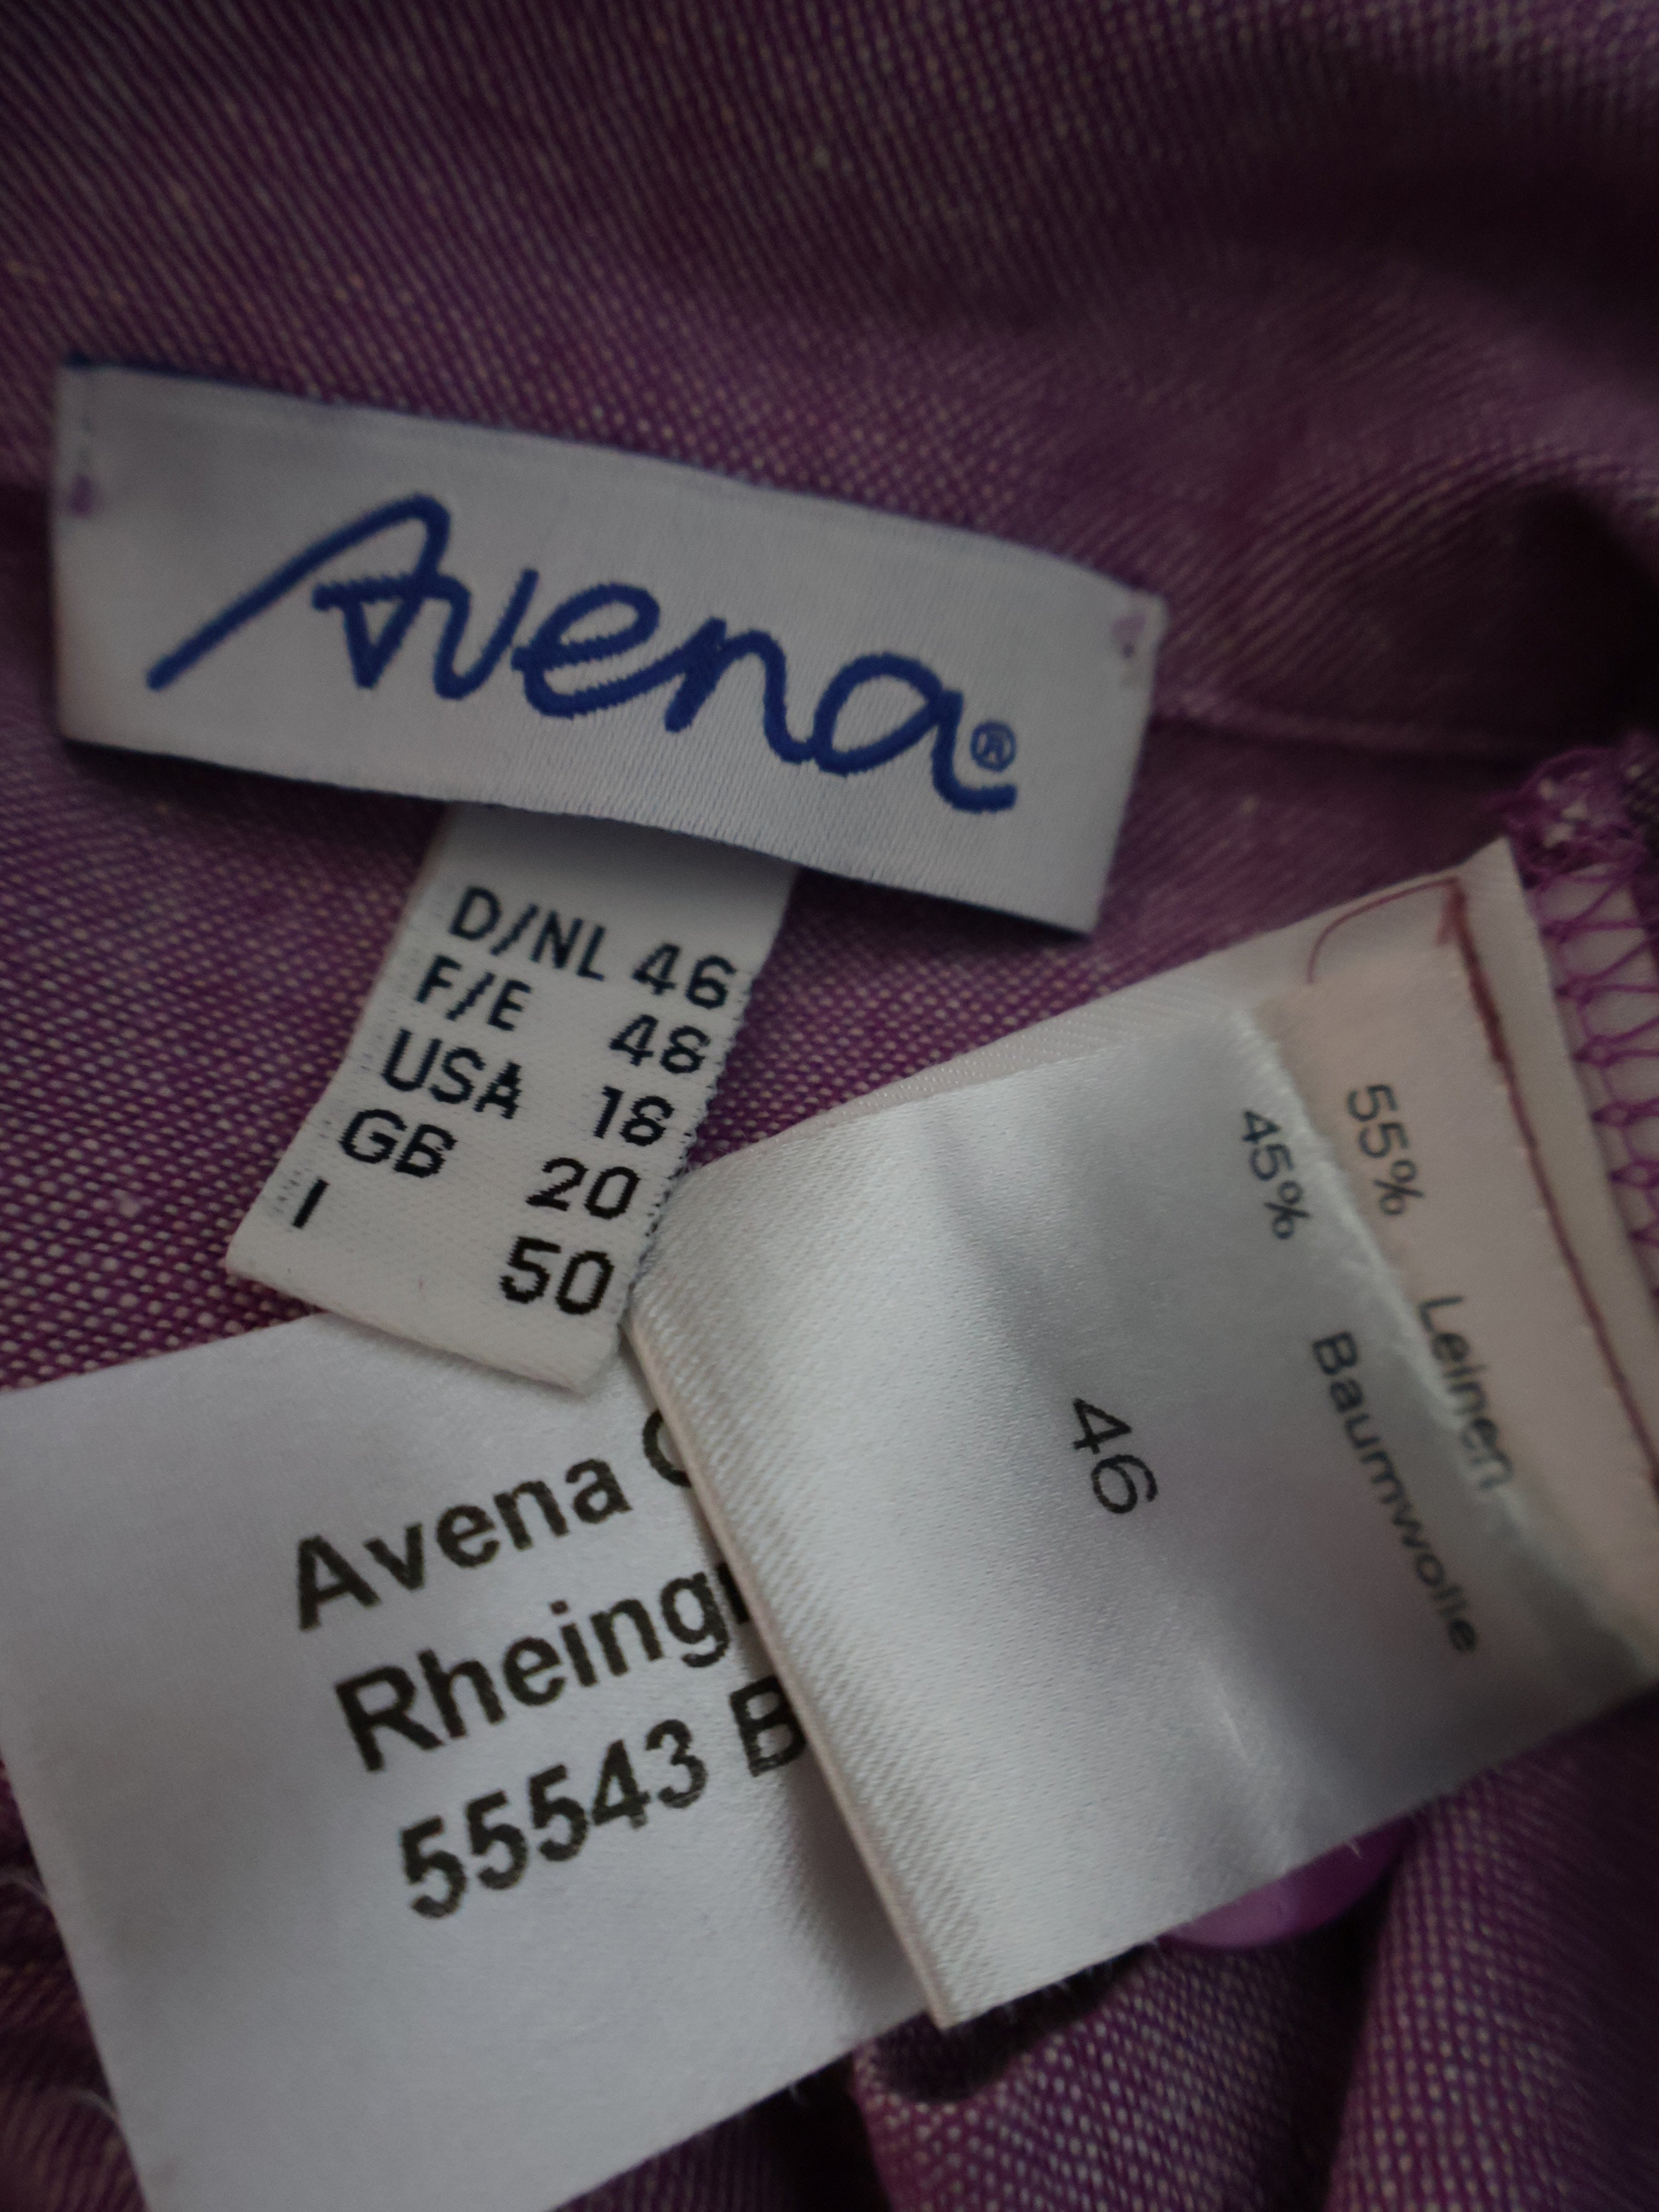 Avena®
D/NL 46
F/E 48
USA 18
GB 20
I 50
55% Leinen
45% Baumwolle
46
Avena
55543